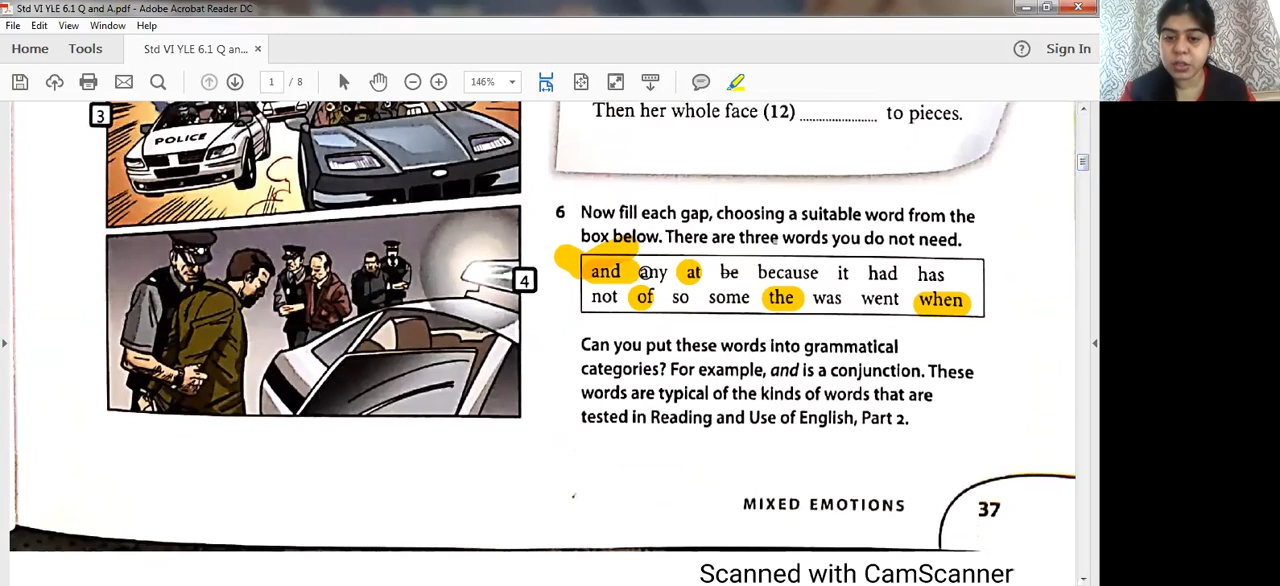 Std VI YLE 6.1 Q and A.pdf - Adobe Acrobat Reader DC
File Edit View Window Help
Home Tools Std VI YLE 6.1 Q an... × Sign In
1 / 8 146%
3
POLICE
4
Then her whole face (12) ........................ to pieces.
6 Now fill each gap, choosing a suitable word from the
box below. There are three words you do not need.
and any at be because it had has
not of so some the was went when
Can you put these words into grammatical
categories? For example, and is a conjunction. These
words are typical of the kinds of words that are
tested in Reading and Use of English, Part 2.
MIXED EMOTIONS 37
Scanned with CamScanner